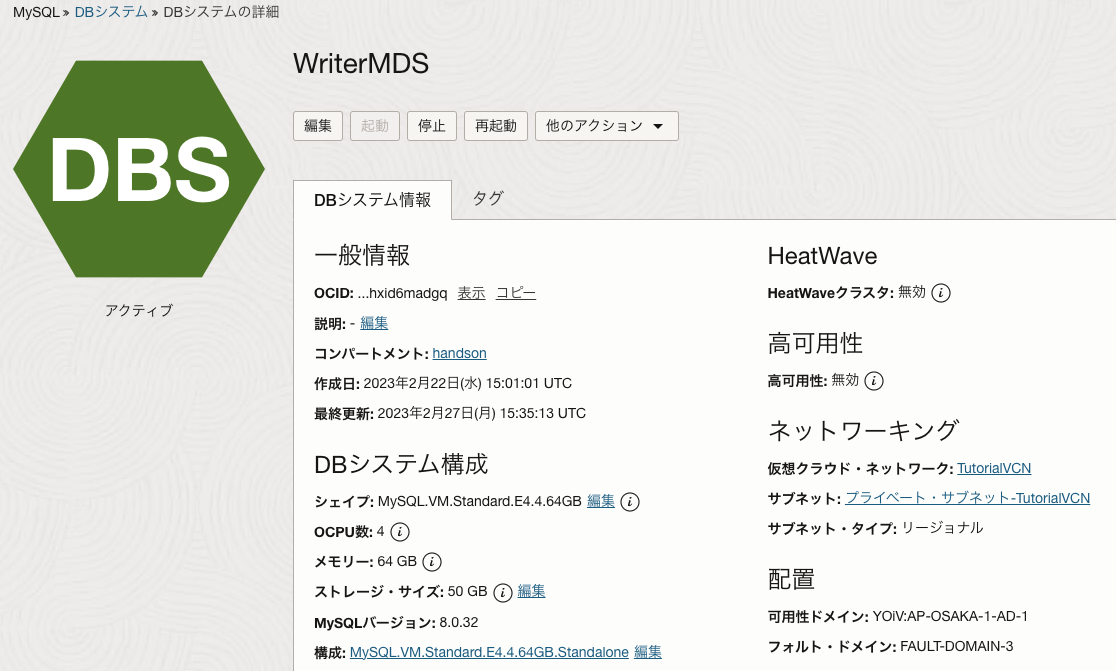 MySQL » DBシステム » DBシステムの詳細
DBS
アクティブ
WriterMDS
編集 起動 停止 再起動 他のアクション
DBシステム情報 タグ
一般情報
OCID: ...hxid6madgq 表示 コピー
説明: - 編集
コンパートメント: handson
作成日: 2023年2月22日(水) 15:01:01 UTC
最終更新: 2023年2月27日(月) 15:35:13 UTC
DBシステム構成
シェイプ: MySQL.VM.Standard.E4.4.64GB 編集
OCPU数: 4
メモリー: 64 GB
ストレージ・サイズ: 50 GB 編集
MySQLバージョン: 8.0.32
構成: MySQL.VM.Standard.E4.4.64GB.Standalone 編集
HeatWave
HeatWaveクラスタ: 無効
高可用性
高可用性: 無効
ネットワーキング
仮想クラウド・ネットワーク: TutorialVCN
サブネット: プライベート・サブネット-TutorialVCN
サブネット・タイプ: リージョナル
配置
可用性ドメイン: YOiV:AP-OSAKA-1-AD-1
フォルト・ドメイン: FAULT-DOMAIN-3